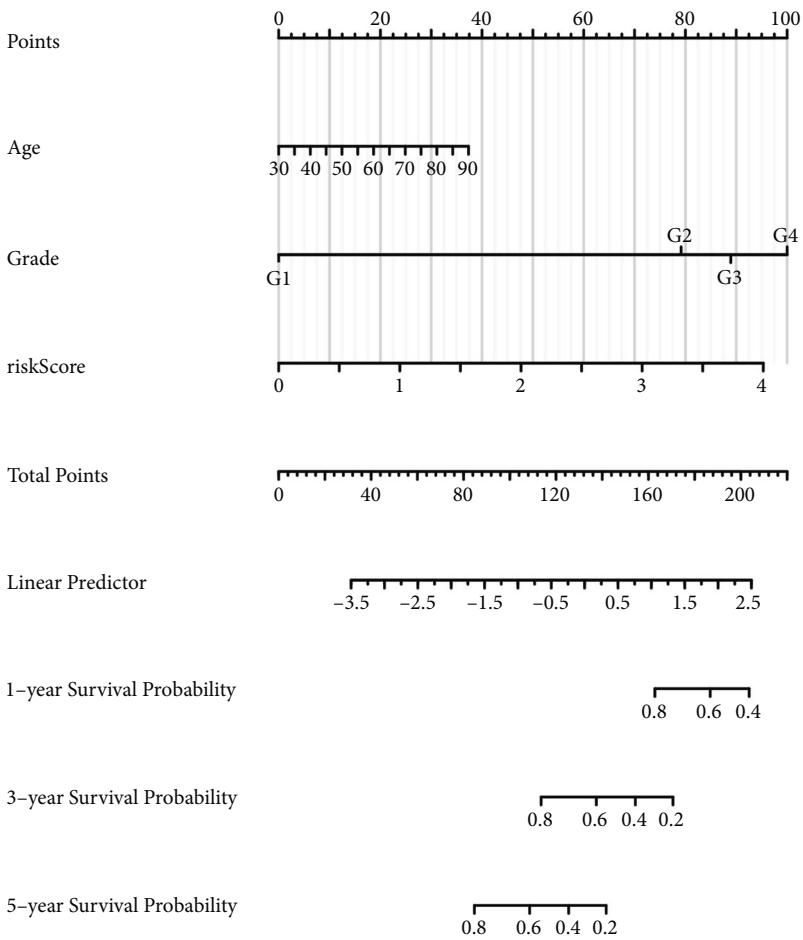 Points
0 20 40 60 80 100
Age
30 40 50 60 70 80 90
Grade
G1 G2 G3 G4
riskScore
0 1 2 3 4
Total Points
0 40 80 120 160 200
Linear Predictor
–3.5 –2.5 –1.5 –0.5 0.5 1.5 2.5
1–year Survival Probability
0.8 0.6 0.4
3–year Survival Probability
0.8 0.6 0.4 0.2
5–year Survival Probability
0.8 0.6 0.4 0.2